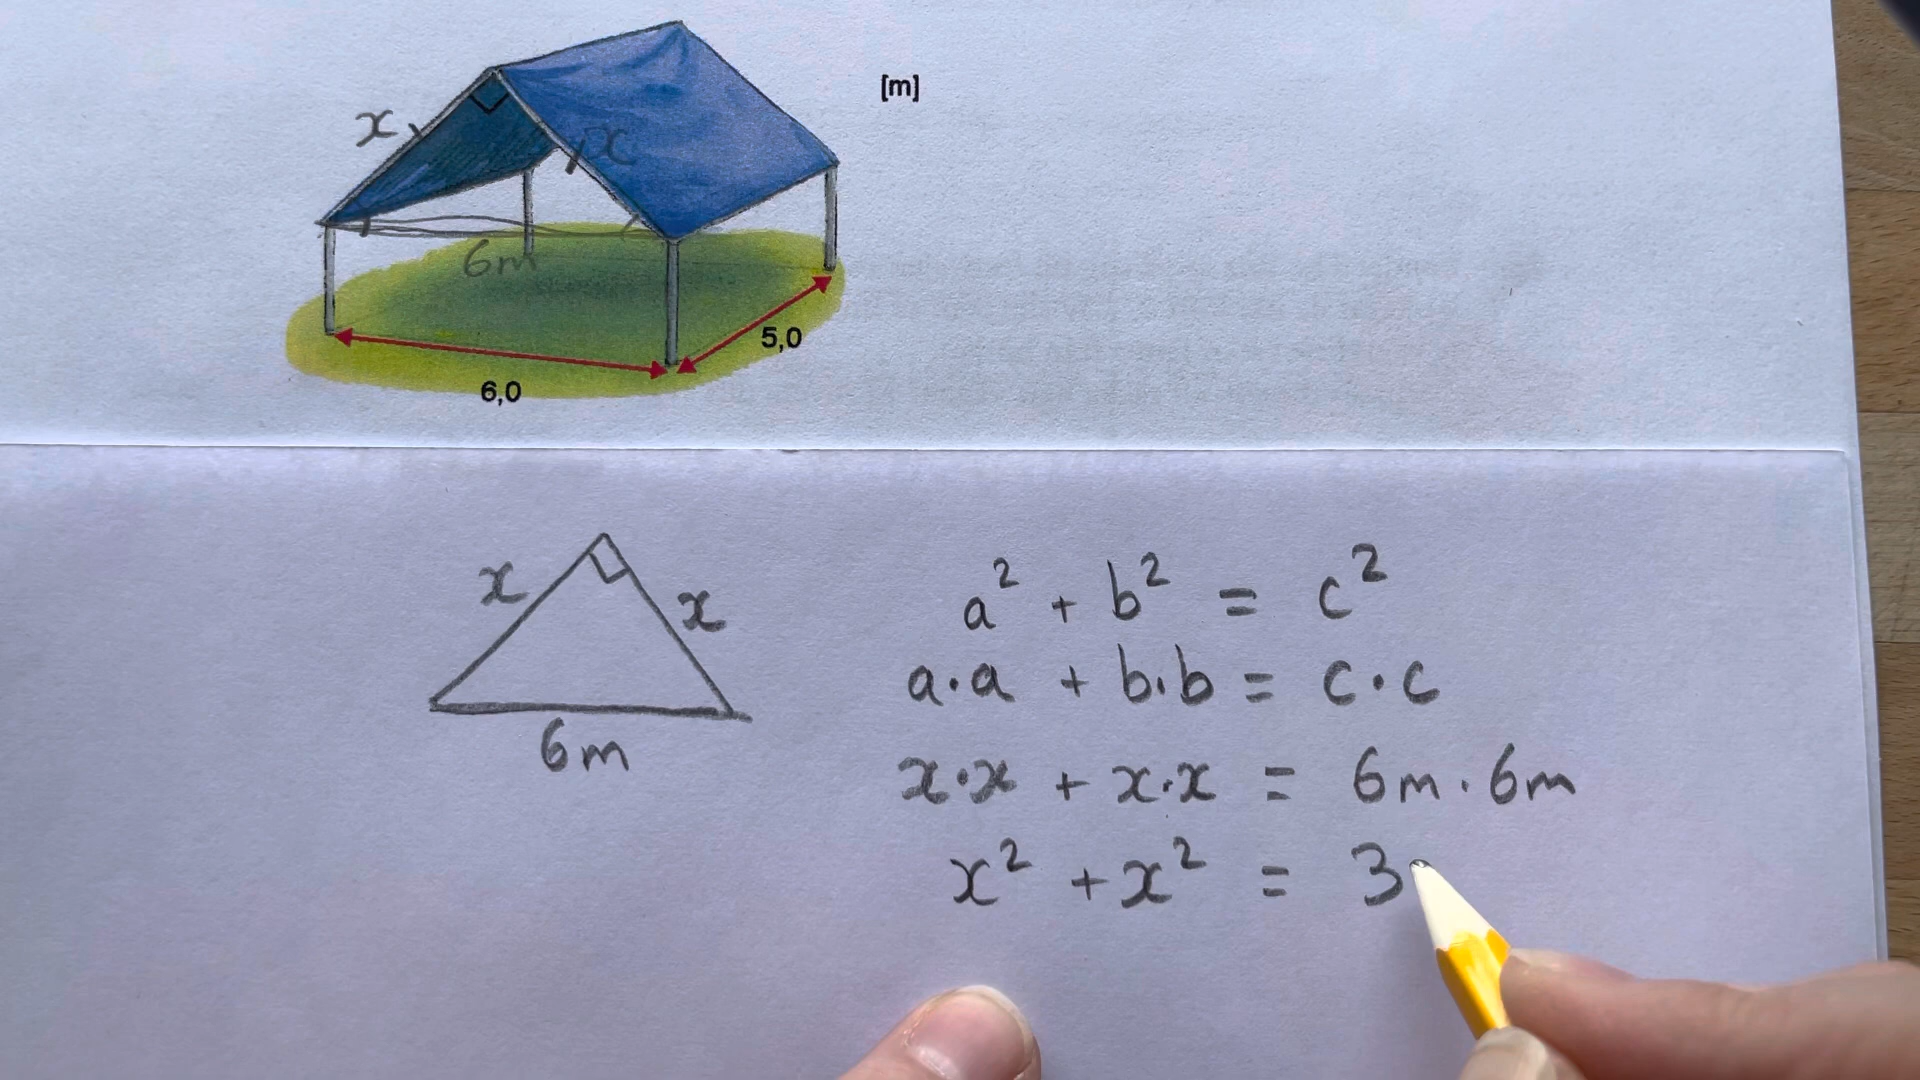 [m]
x
x
6m
5,0
6,0
x
x
6m
a² + b² = c²
a·a + b·b = c·c
x·x + x·x = 6m·6m
x² + x² = 3